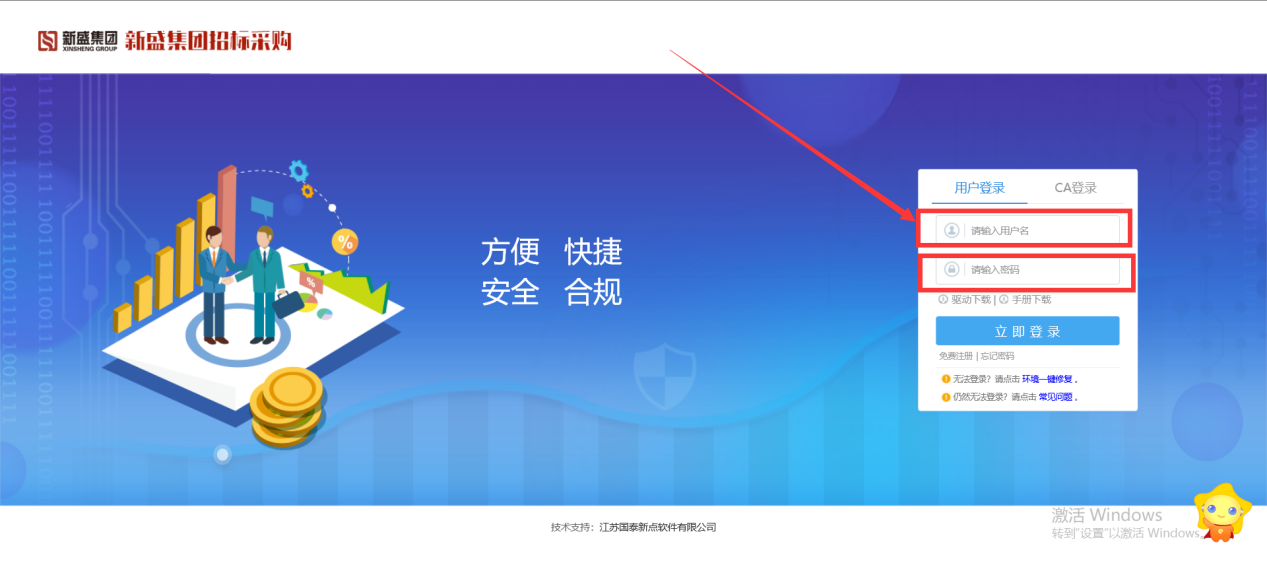 新盛集团
XINSHENG GROUP
新盛集团招标采购
方便 快捷
安全 合规
用户登录 CA登录
请输入用户名
请输入密码
驱动下载 | 手册下载
立即登录
免费注册 | 忘记密码
无法登录？请点击 环境一键修复 。
仍然无法登录？请点击 常见问题 。
技术支持：江苏国泰新点软件有限公司
激活 Windows
转到"设置"以激活 Windows。